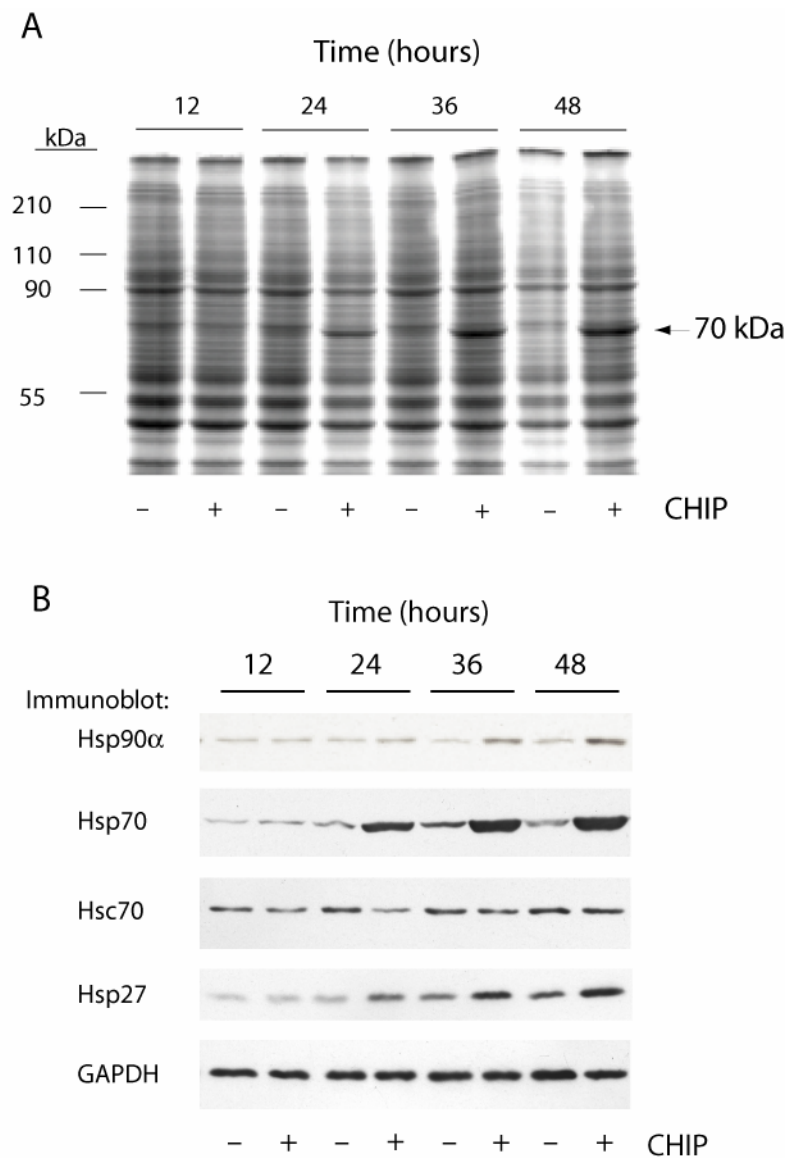 A
Time (hours)
12 24 36 48
kDa
210
110
90
70 kDa
55
– + – + – + – + CHIP
B
Time (hours)
12 24 36 48
Immunoblot:
Hsp90α
Hsp70
Hsc70
Hsp27
GAPDH
– + – + – + – + CHIP